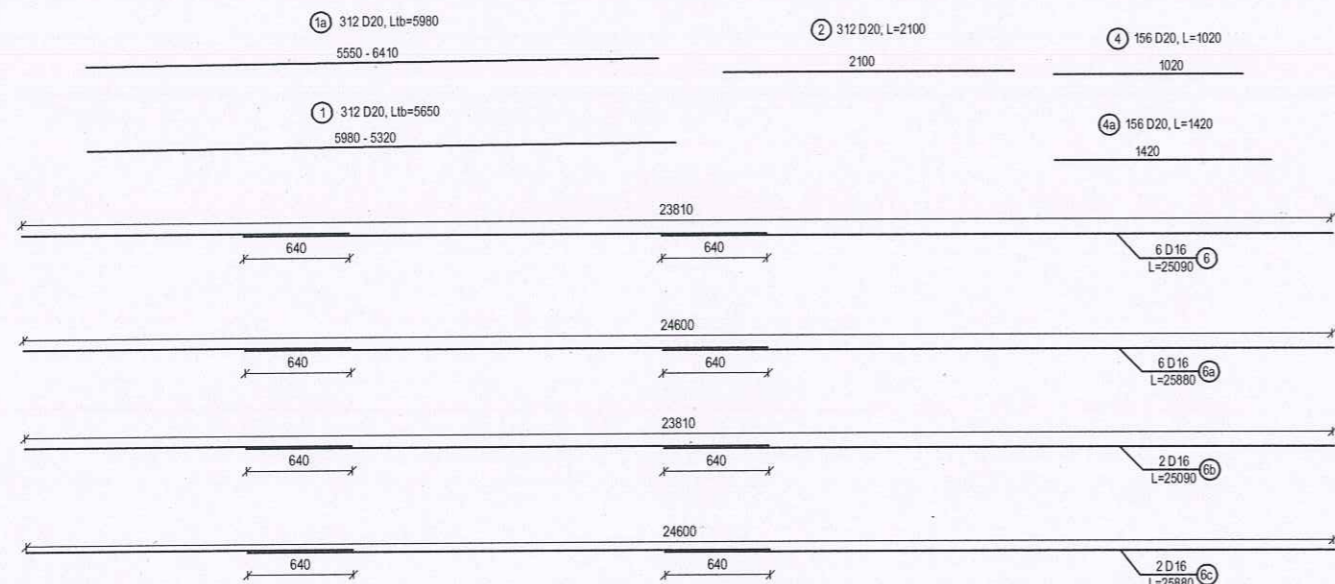 1a 312 D20, Ltb=5980
5550 - 6410
2 312 D20, L=2100
2100
4 156 D20, L=1020
1020
1 312 D20, Ltb=5650
5980 - 5320
4a 156 D20, L=1420
1420
23810
640
640
6 D16
L=25090
6
24600
640
640
6 D16
L=25880
6a
23810
640
640
2 D16
L=25090
6b
24600
640
640
2 D16
L=25880
6c